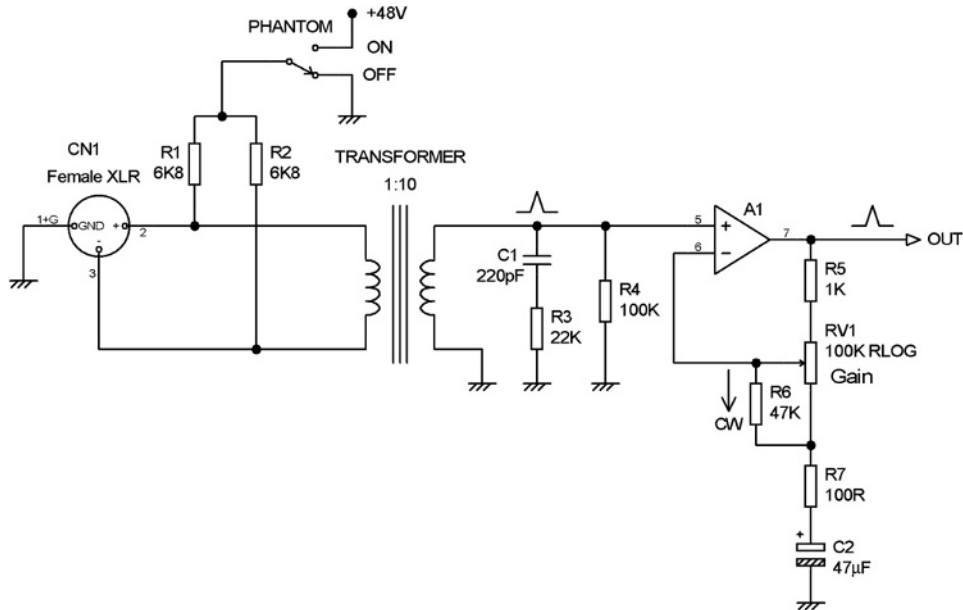 +48V
PHANTOM
ON
OFF
CN1
Female XLR
R1
6K8
R2
6K8
TRANSFORMER
1:10
1+G
GND
+
-
2
3
C1
220pF
R3
22K
R4
100K
5
+
6
−
A1
7
OUT
R5
1K
RV1
100K RLOG
Gain
R6
47K
CW
R7
100R
+
C2
47µF